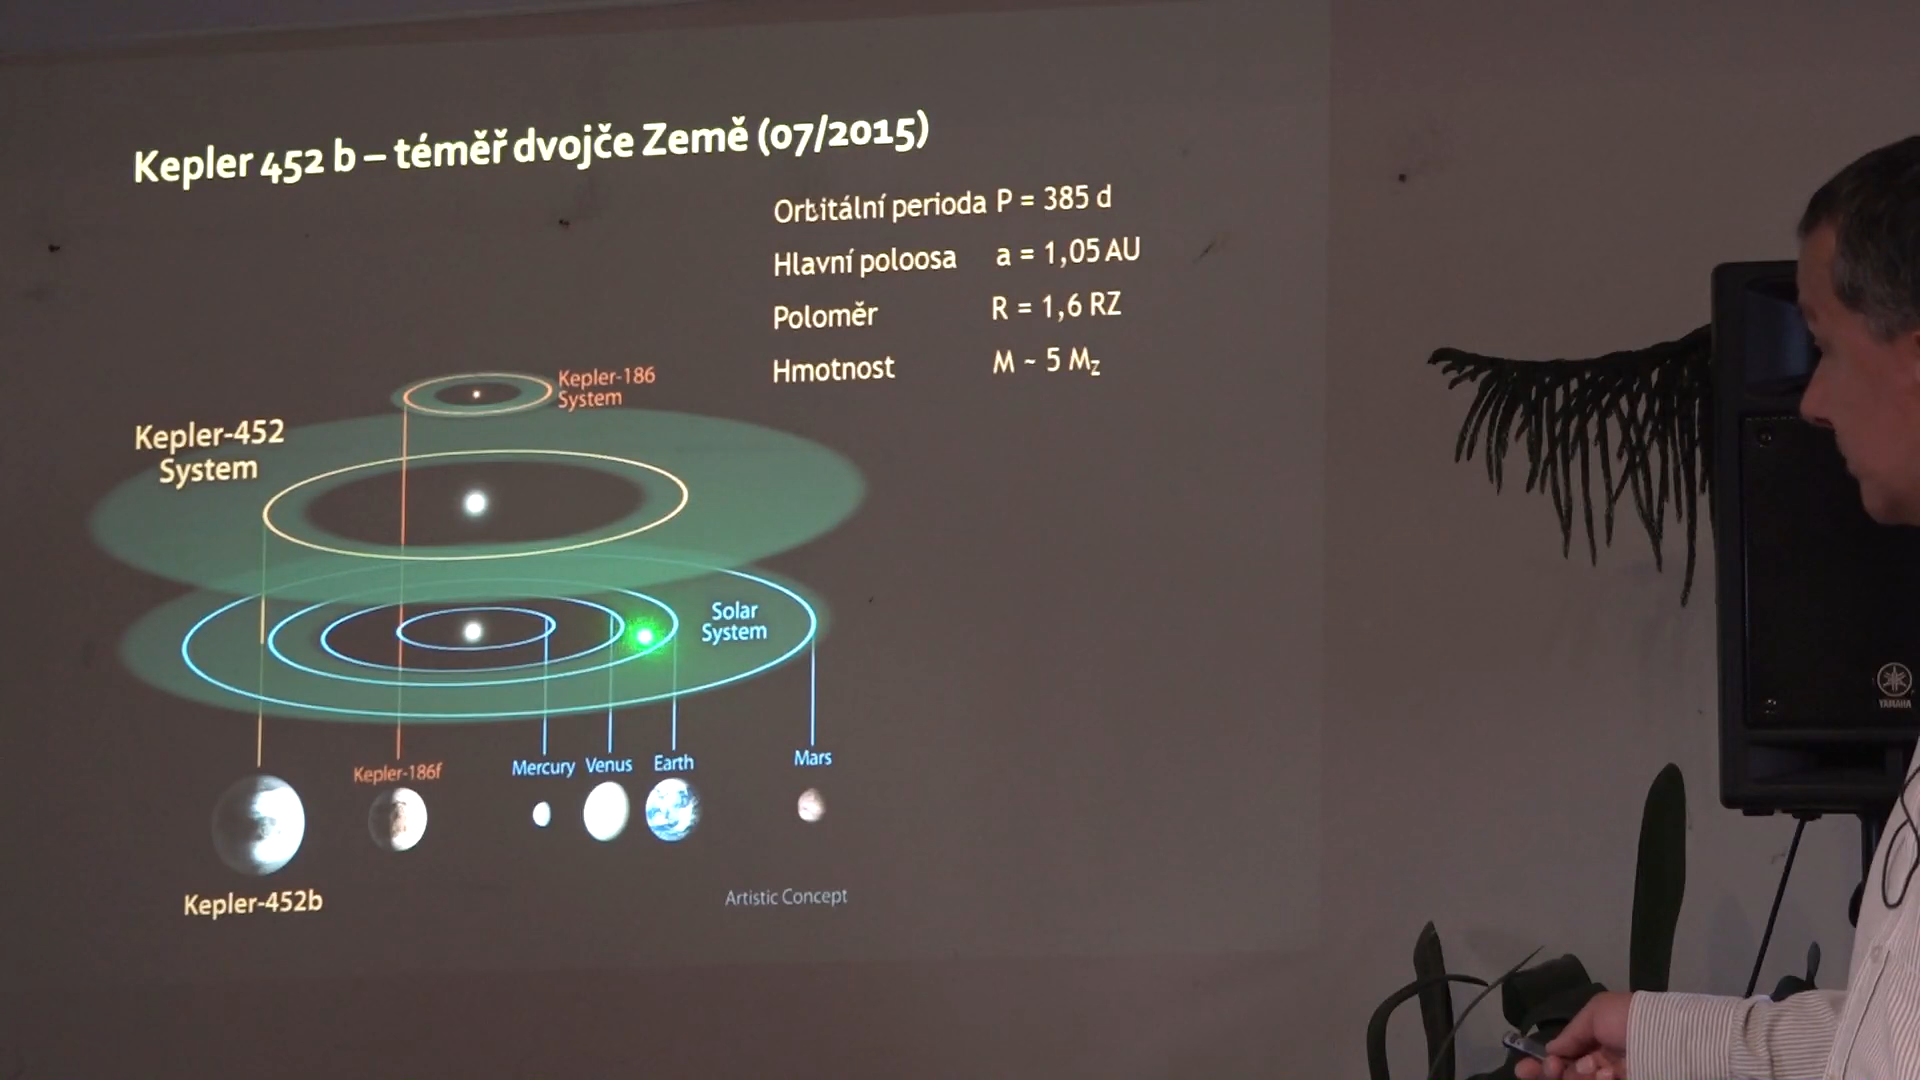 Kepler 452 b – téměř dvojče Země (07/2015)
Orbitální perioda P = 385 d
Hlavní poloosa a = 1,05 AU
Poloměr R = 1,6 RZ
Hmotnost M ~ 5 Mz
Kepler-186
System
Kepler-452
System
Solar
System
Kepler-186f
Mercury
Venus
Earth
Mars
Kepler-452b
Artistic Concept
YAMAHA